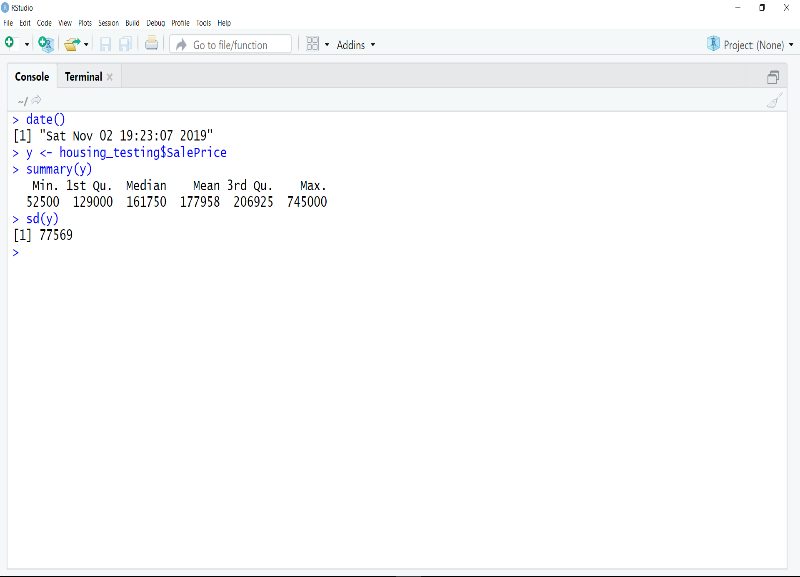 RStudio
File Edit Code View Plots Session Build Debug Profile Tools Help
Go to file/function Addins Project: (None)
Console Terminal
~/
> date()
[1] "Sat Nov 02 19:23:07 2019"
> y <- housing_testing$SalePrice
> summary(y)
Min. 1st Qu. Median Mean 3rd Qu. Max.
52500 129000 161750 177958 206925 745000
> sd(y)
[1] 77569
>